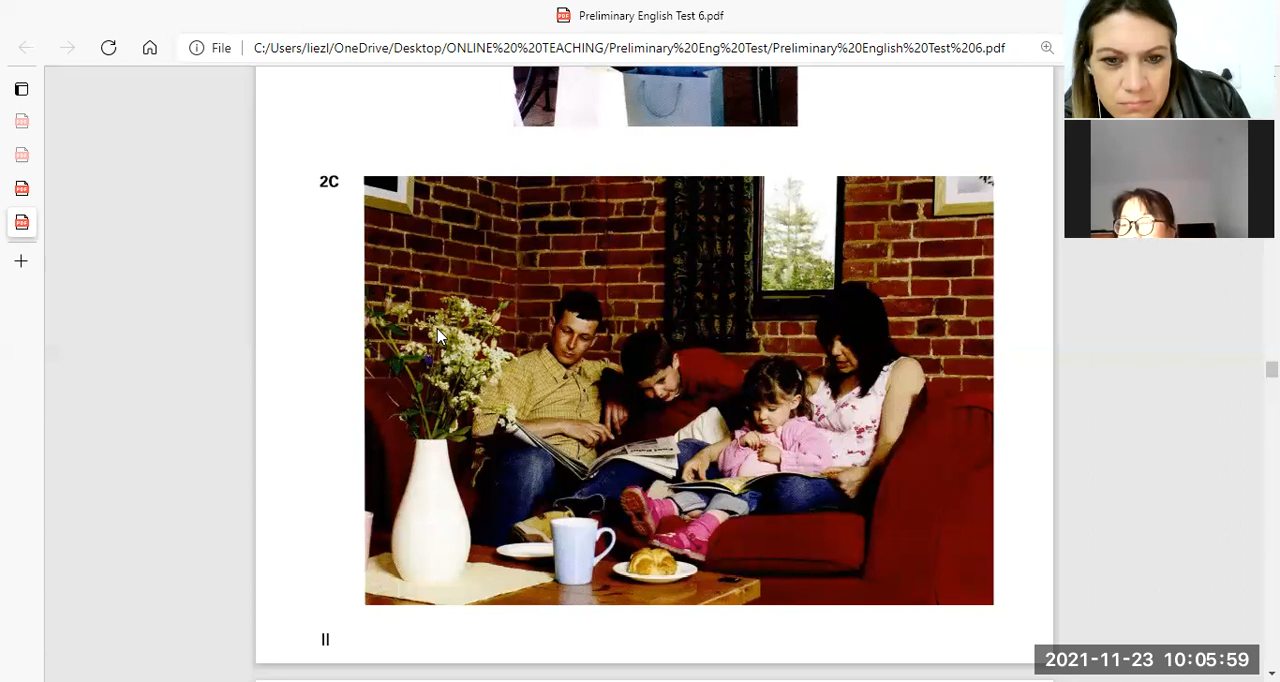 Preliminary English Test 6.pdf
File C:/Users/liezl/OneDrive/Desktop/ONLINE%20%20TEACHING/Preliminary%20Eng%20Test/Preliminary%20English%20Test%206.pdf
2C
II
2021-11-23 10:05:59